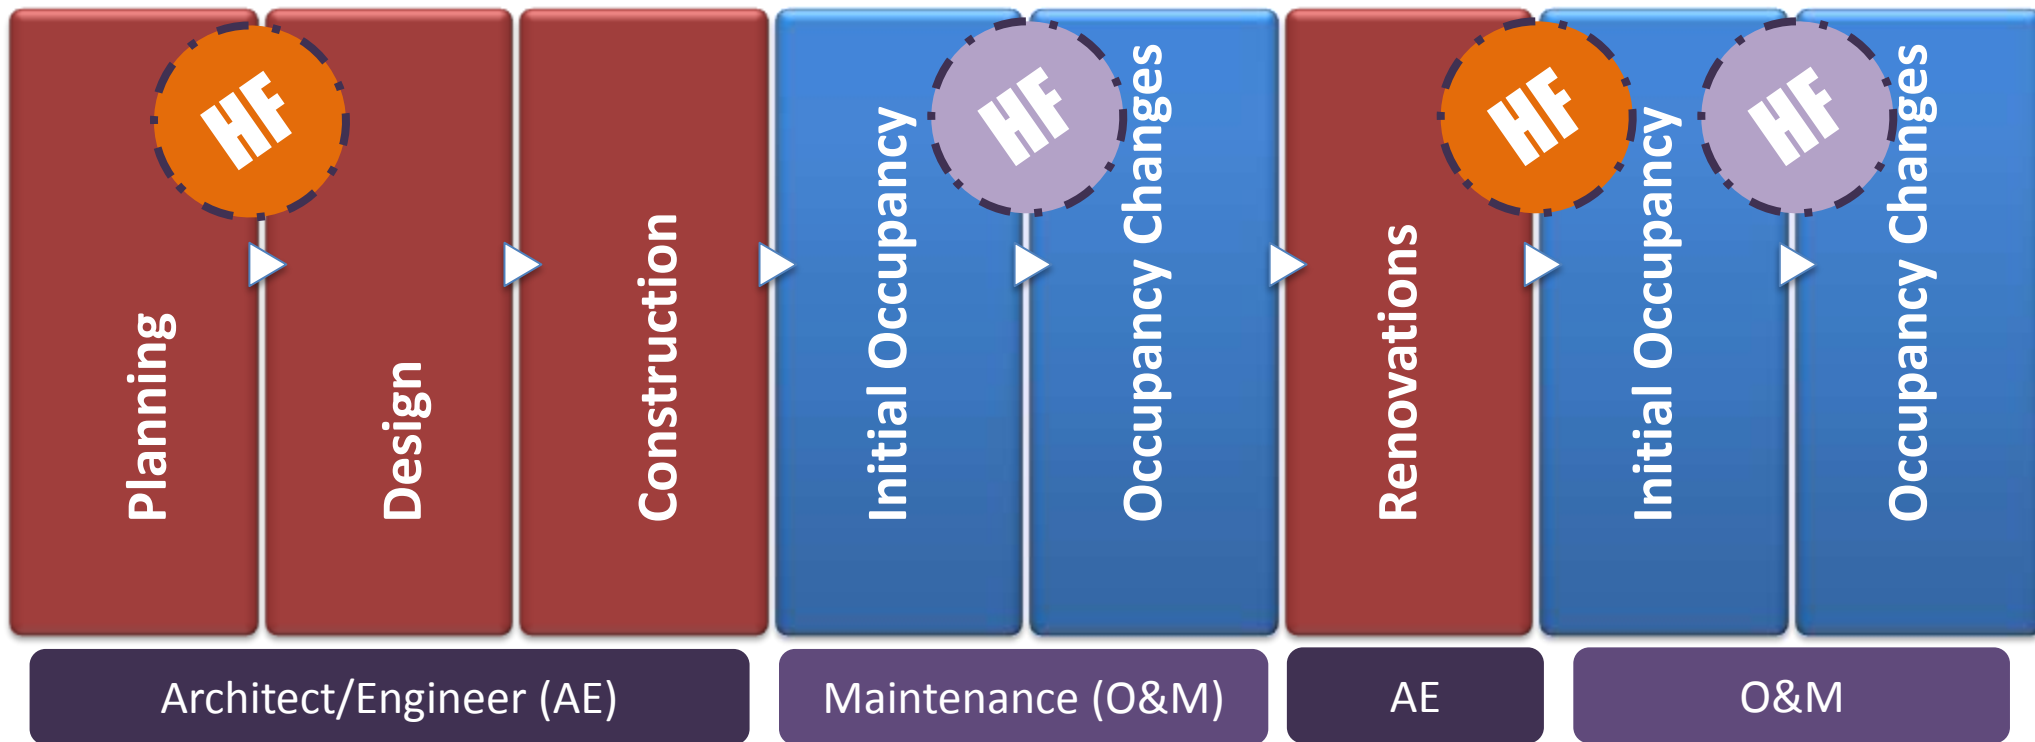 HF
HF
HF
HF
Planning
Design
Construction
Initial Occupancy
Occupancy Changes
Renovations
Initial Occupancy
Occupancy Changes
Architect/Engineer (AE)
Maintenance (O&M)
AE
O&M